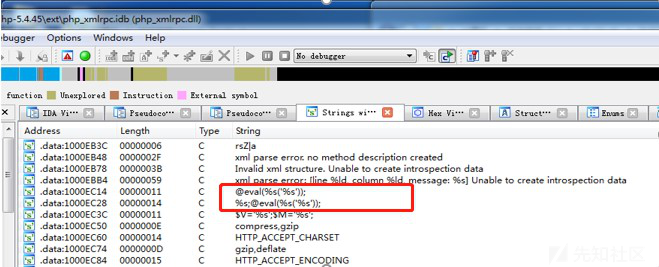 hp-5.4.45\ext\php_xmlrpc.idb (php_xmlrpc.dll)
ebugger Options Windows Help
No debugger
function Unexplored Instruction External symbol
IDA Vi··· Pseudoco··· Pseudoco··· Strings wi··· Hex Vi··· Struct··· Enums
Address Length Type String
.data:1000EB3C 00000006 C rsZ|a
.data:1000EB48 0000002F C xml parse error. no method description created
.data:1000EB78 0000003B C Invalid xml structure. Unable to create introspection data
.data:1000EBB4 00000059 C xml parse error: [line %ld, column %ld, message: %s] Unable to create introspection data
.data:1000EC14 00000011 C @eval(%s('%s'));
.data:1000EC28 00000014 C %s;@eval(%s('%s'));
.data:1000EC3C 00000011 C $V='%s';$M='%s';
.data:1000EC50 0000000E C compress,gzip
.data:1000EC60 00000014 C HTTP_ACCEPT_CHARSET
.data:1000EC74 0000000D C gzip,deflate
.data:1000EC84 00000015 C HTTP_ACCEPT_ENCODING
先知社区